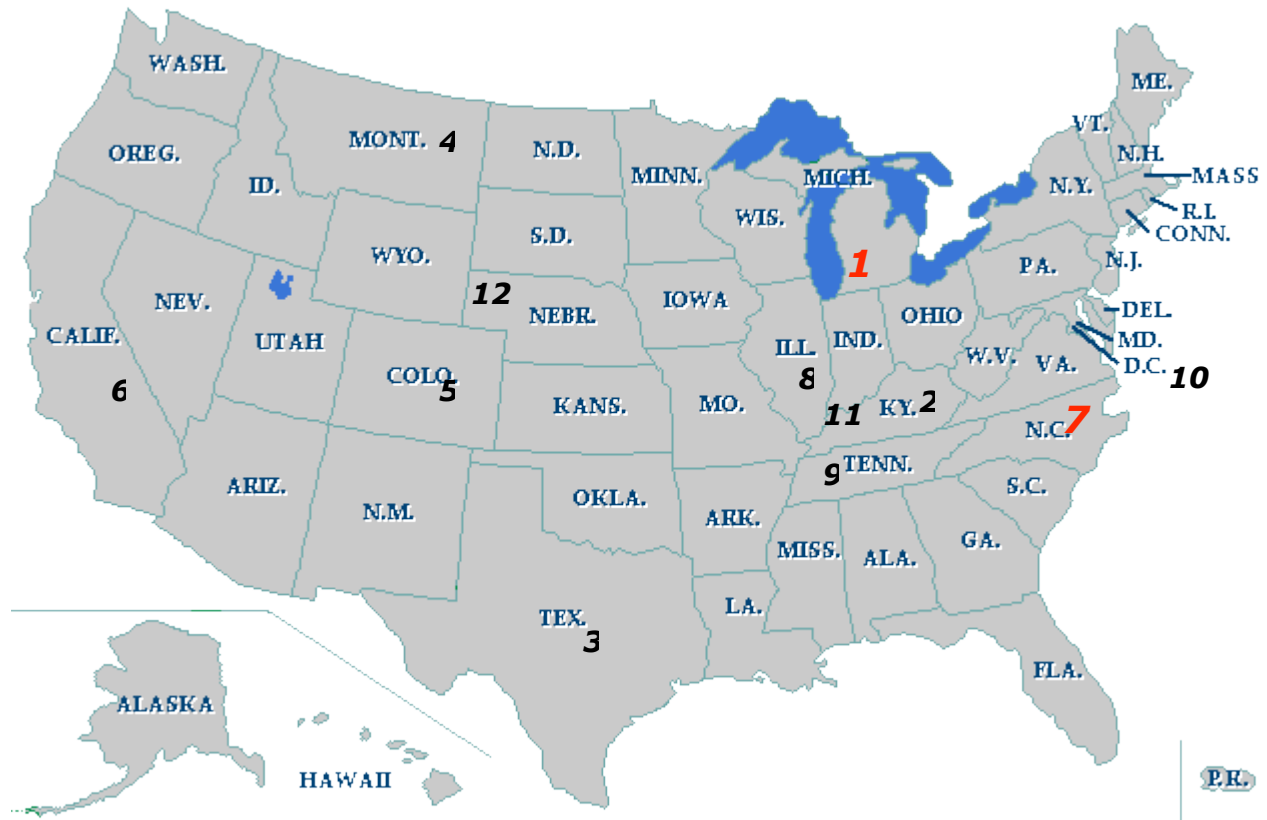 WASH.
ME.
VT.
MONT. 4
N.D.
OREG.
N.H.
MINN.
MASS
MICH.
ID.
N.Y.
R.I.
WIS.
CONN.
S.D.
WYO.
1
PA.
N.J.
12
NEV.
IOWA
DEL.
NEBR.
OHIO
CALIF.
UTAH
IND.
MD.
ILL.
W.V.
VA.
D.C. 10
COLO.
5
8
6
KANS.
MO.
KY. 2
11
7
N.C.
TENN.
9
ARIZ.
S.C.
OKLA.
N.M.
ARK.
GA.
MISS.
ALA.
LA.
TEX.
3
FLA.
ALASKA
HAWAII
P.R.